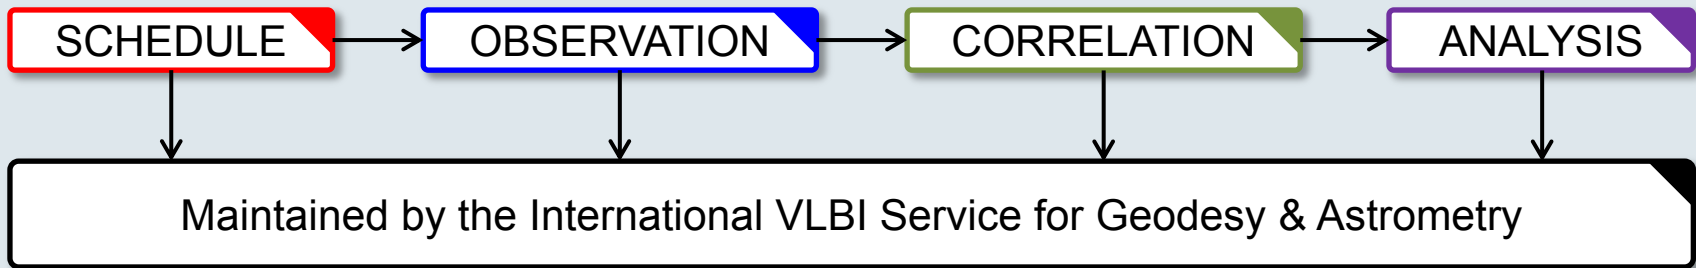 SCHEDULE
OBSERVATION
CORRELATION
ANALYSIS
Maintained by the International VLBI Service for Geodesy & Astrometry